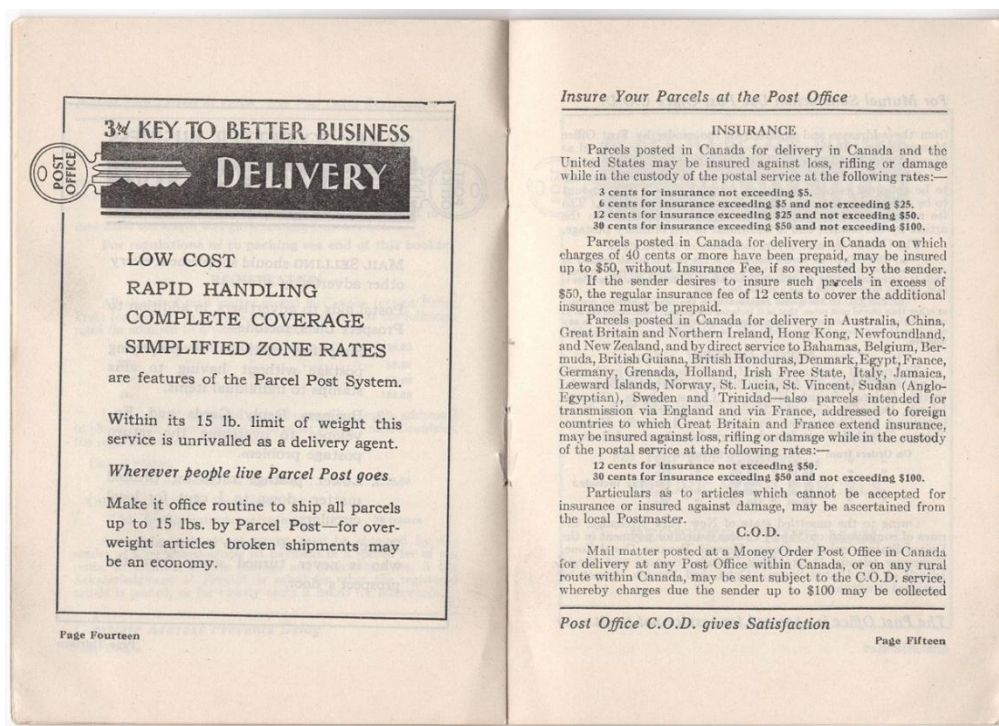 3rd KEY TO BETTER BUSINESS
POST OFFICE
DELIVERY
LOW COST
RAPID HANDLING
COMPLETE COVERAGE
SIMPLIFIED ZONE RATES
are features of the Parcel Post System.
Within its 15 lb. limit of weight this
service is unrivalled as a delivery agent.
Wherever people live Parcel Post goes
Make it office routine to ship all parcels
up to 15 lbs. by Parcel Post—for over-
weight articles broken shipments may
be an economy.
Page Fourteen
Insure Your Parcels at the Post Office
INSURANCE
Parcels posted in Canada for delivery in Canada and the
United States may be insured against loss, rifling or damage
while in the custody of the postal service at the following rates:—
3 cents for insurance not exceeding $5.
6 cents for insurance exceeding $5 and not exceeding $25.
12 cents for insurance exceeding $25 and not exceeding $50.
30 cents for insurance exceeding $50 and not exceeding $100.
Parcels posted in Canada for delivery in Canada on which
charges of 40 cents or more have been prepaid, may be insured
up to $50, without Insurance Fee, if so requested by the sender.
If the sender desires to insure such parcels in excess of
$50, the regular insurance fee of 12 cents to cover the additional
insurance must be prepaid.
Parcels posted in Canada for delivery in Australia, China,
Great Britain and Northern Ireland, Hong Kong, Newfoundland,
and New Zealand, and by direct service to Bahamas, Belgium, Ber-
muda, British Guiana, British Honduras, Denmark, Egypt, France,
Germany, Grenada, Holland, Irish Free State, Italy, Jamaica,
Leeward Islands, Norway, St. Lucia, St. Vincent, Sudan (Anglo-
Egyptian), Sweden and Trinidad—also parcels intended for
transmission via England and via France, addressed to foreign
countries to which Great Britain and France extend insurance,
may be insured against loss, rifling or damage while in the custody
of the postal service at the following rates:—
12 cents for insurance not exceeding $50.
30 cents for insurance exceeding $50 and not exceeding $100.
Particulars as to articles which cannot be accepted for
insurance or insured against damage, may be ascertained from
the local Postmaster.
C.O.D.
Mail matter posted at a Money Order Post Office in Canada
for delivery at any Post Office within Canada, or on any rural
route within Canada, may be sent subject to the C.O.D. service,
whereby charges due the sender up to $100 may be collected
Post Office C.O.D. gives Satisfaction
Page Fifteen